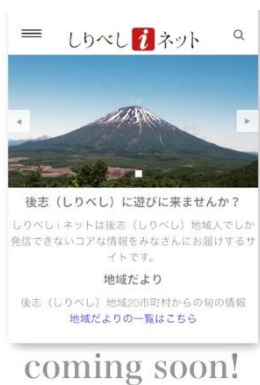 しりべし i ネット
後志（しりべし）に遊びに来ませんか？
しりべしｉネットは後志（しりべし）地域人でしか
発信できないコアな情報をみなさんにお届けするサ
イトです。
地域だより
後志（しりべし）地域20市町村からの旬の情報
地域だよりの一覧はこちら
coming soon!